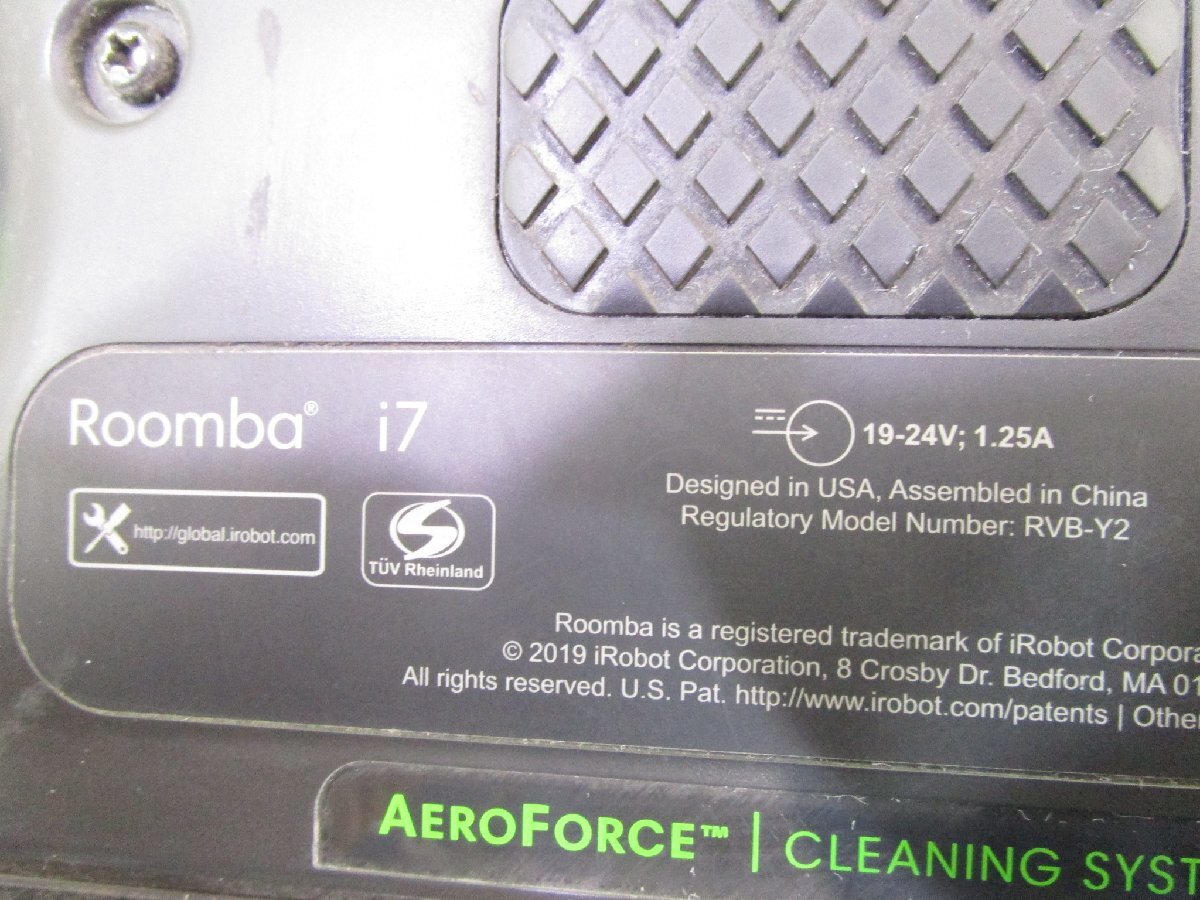 Roomba® i7
19-24V; 1.25A
Designed in USA, Assembled in China
Regulatory Model Number: RVB-Y2
http://global.irobot.com
TÜV Rheinland
Roomba is a registered trademark of iRobot Corpora
© 2019 iRobot Corporation, 8 Crosby Dr. Bedford, MA 01
All rights reserved. U.S. Pat. http://www.irobot.com/patents | Other
AEROFORCE™ | CLEANING SYST